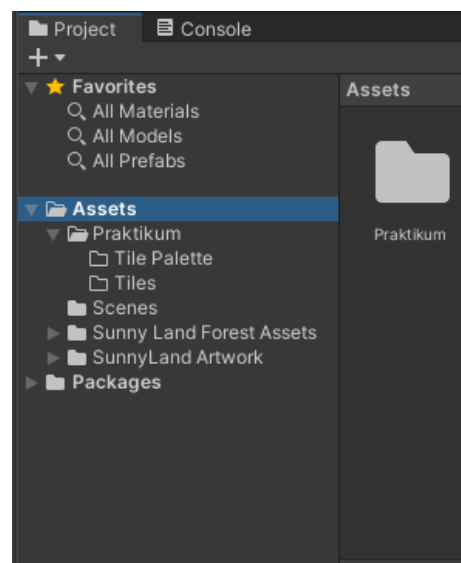 Project
Console
Favorites
All Materials
All Models
All Prefabs
Assets
Praktikum
Tile Palette
Tiles
Scenes
Sunny Land Forest Assets
SunnyLand Artwork
Packages
Assets
Praktikum